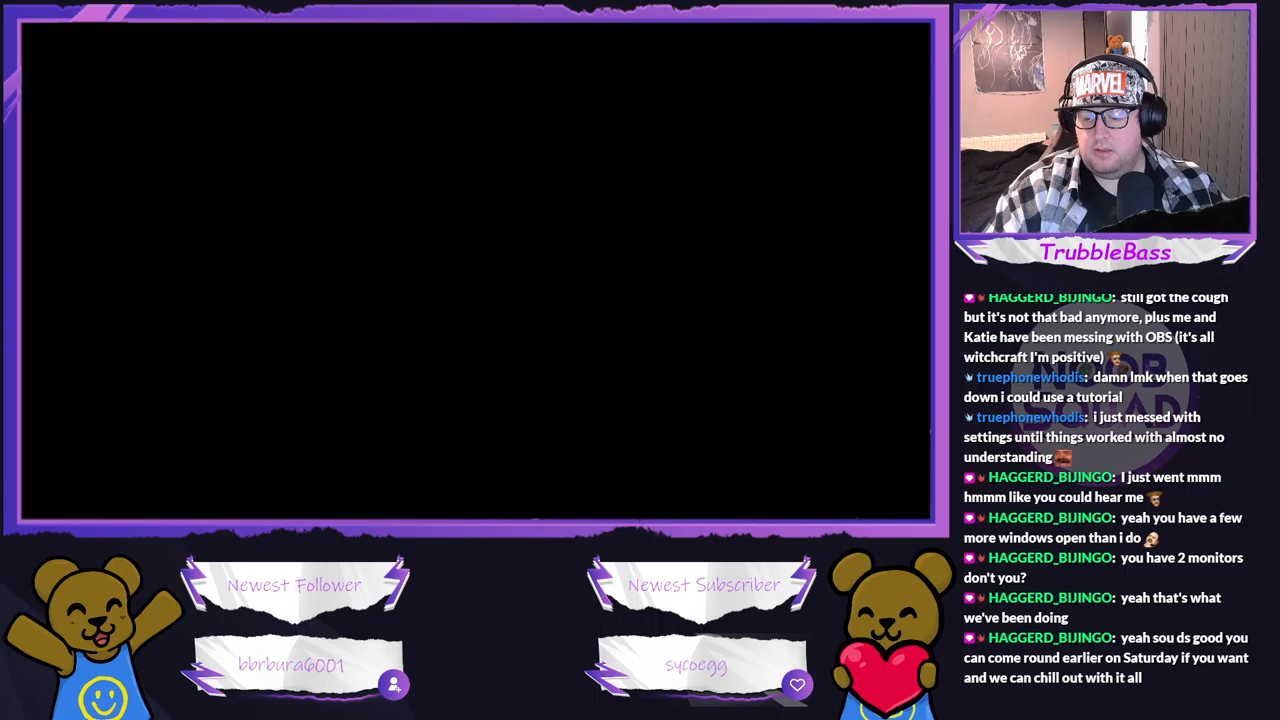 MARVEL
TrubbleBass
HAGGERD_BIJINGO: still got the cough
but it's not that bad anymore, plus me and
Katie have been messing with OBS (it's all
witchcraft I'm positive)
truephonewhodis: damn lmk when that goes
down i could use a tutorial
truephonewhodis: i just messed with
settings until things worked with almost no
understanding
HAGGERD_BIJINGO: I just went mmm
hmmm like you could hear me
HAGGERD_BIJINGO: yeah you have a few
more windows open than i do
HAGGERD_BIJINGO: you have 2 monitors
don't you?
HAGGERD_BIJINGO: yeah that's what
we've been doing
HAGGERD_BIJINGO: yeah sou ds good you
can come round earlier on Saturday if you want
and we can chill out with it all
NOOB
SQUAD
Newest Follower
bbrbura6001
Newest Subscriber
sycoegg